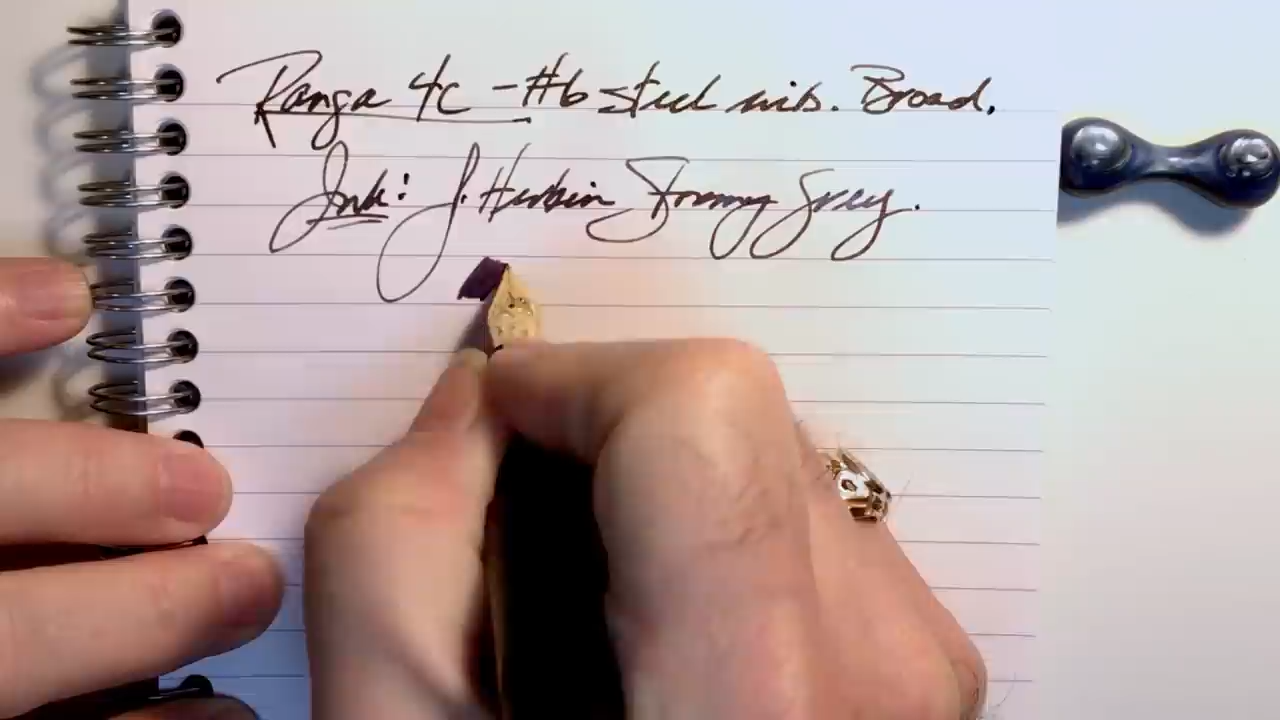 Ranga 4c - #6 steel nib. Broad.
Ink: J. Herbin Stormy Grey.